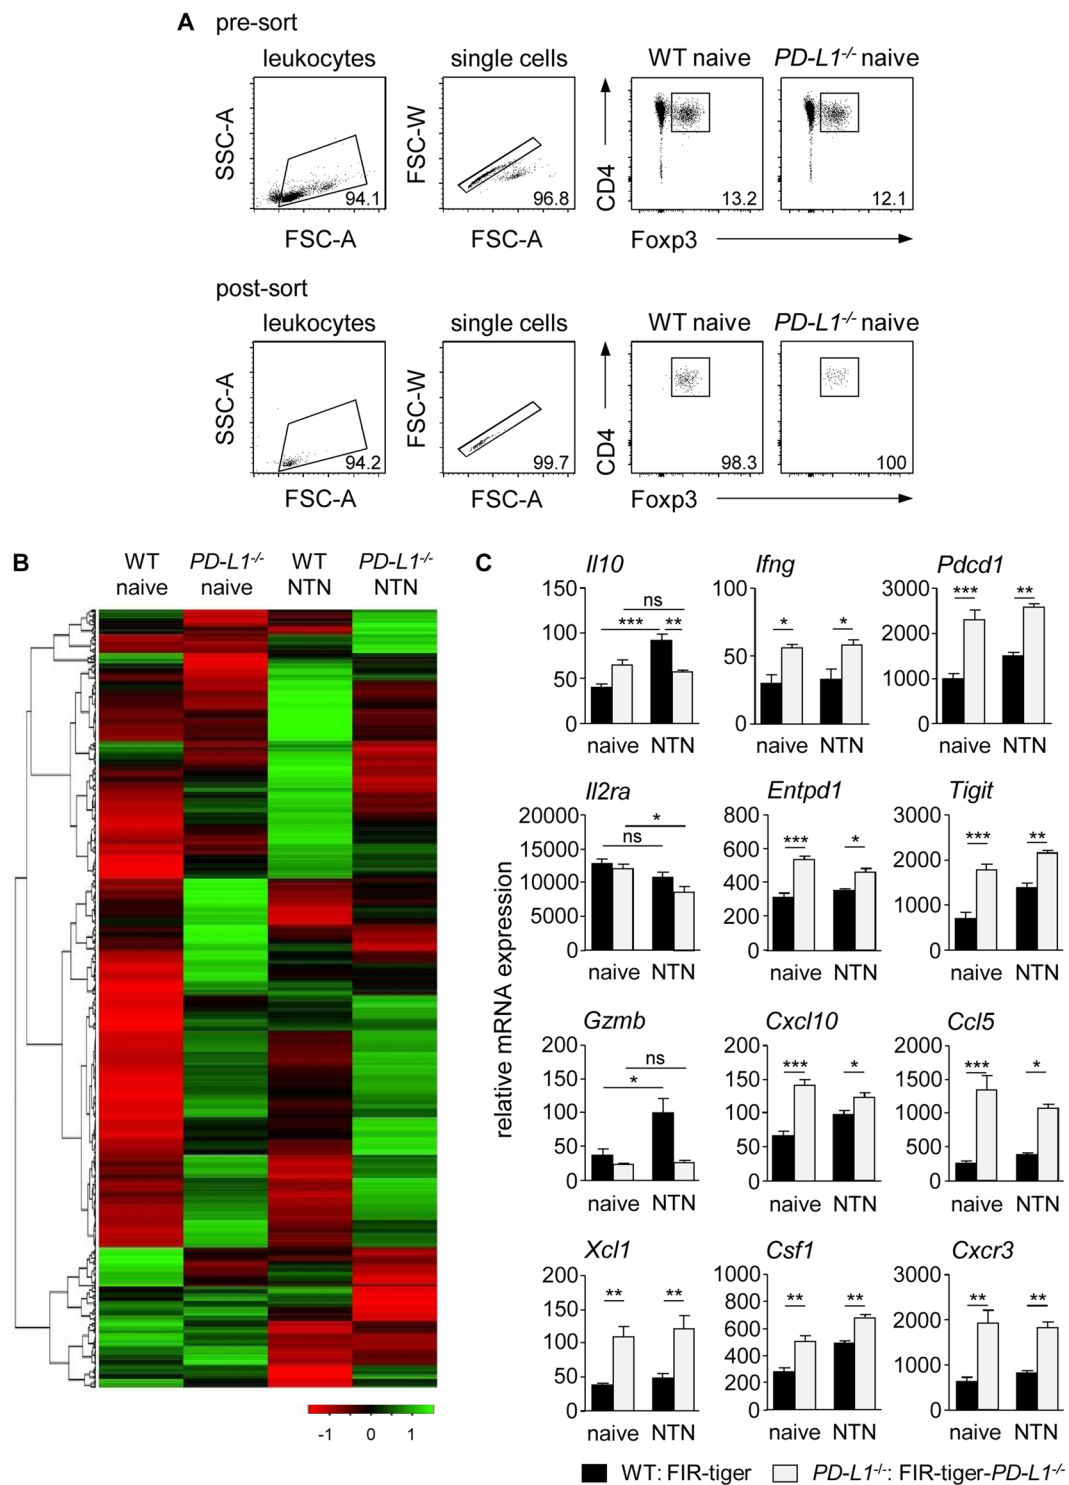 A pre-sort
leukocytes single cells WT naive PD-L1-/- naive
SSC-A FSC-W CD4
94.1 96.8 13.2 12.1
FSC-A FSC-A Foxp3
post-sort
leukocytes single cells WT naive PD-L1-/- naive
SSC-A FSC-W CD4
94.2 99.7 98.3 100
FSC-A FSC-A Foxp3
B
WT PD-L1-/- WT PD-L1-/-
naive naive NTN NTN
-1 0 1
C
relative mRNA expression
Il10
150
100
50
0
ns
*** **
naive NTN
Ifng
100
50
0
* *
naive NTN
Pdcd1
3000
2000
1000
0
*** **
naive NTN
Il2ra
20000
15000
10000
5000
0
*
ns
naive NTN
Entpd1
800
600
400
200
0
*** *
naive NTN
Tigit
3000
2000
1000
0
*** **
naive NTN
Gzmb
200
150
100
50
0
ns
*
naive NTN
Cxcl10
200
150
100
50
0
*** *
naive NTN
Ccl5
2000
1500
1000
500
0
*** *
naive NTN
Xcl1
200
150
100
50
0
** **
naive NTN
Csf1
1000
800
600
400
200
0
** **
naive NTN
Cxcr3
3000
2000
1000
0
** **
naive NTN
WT: FIR-tiger PD-L1-/-: FIR-tiger-PD-L1-/-